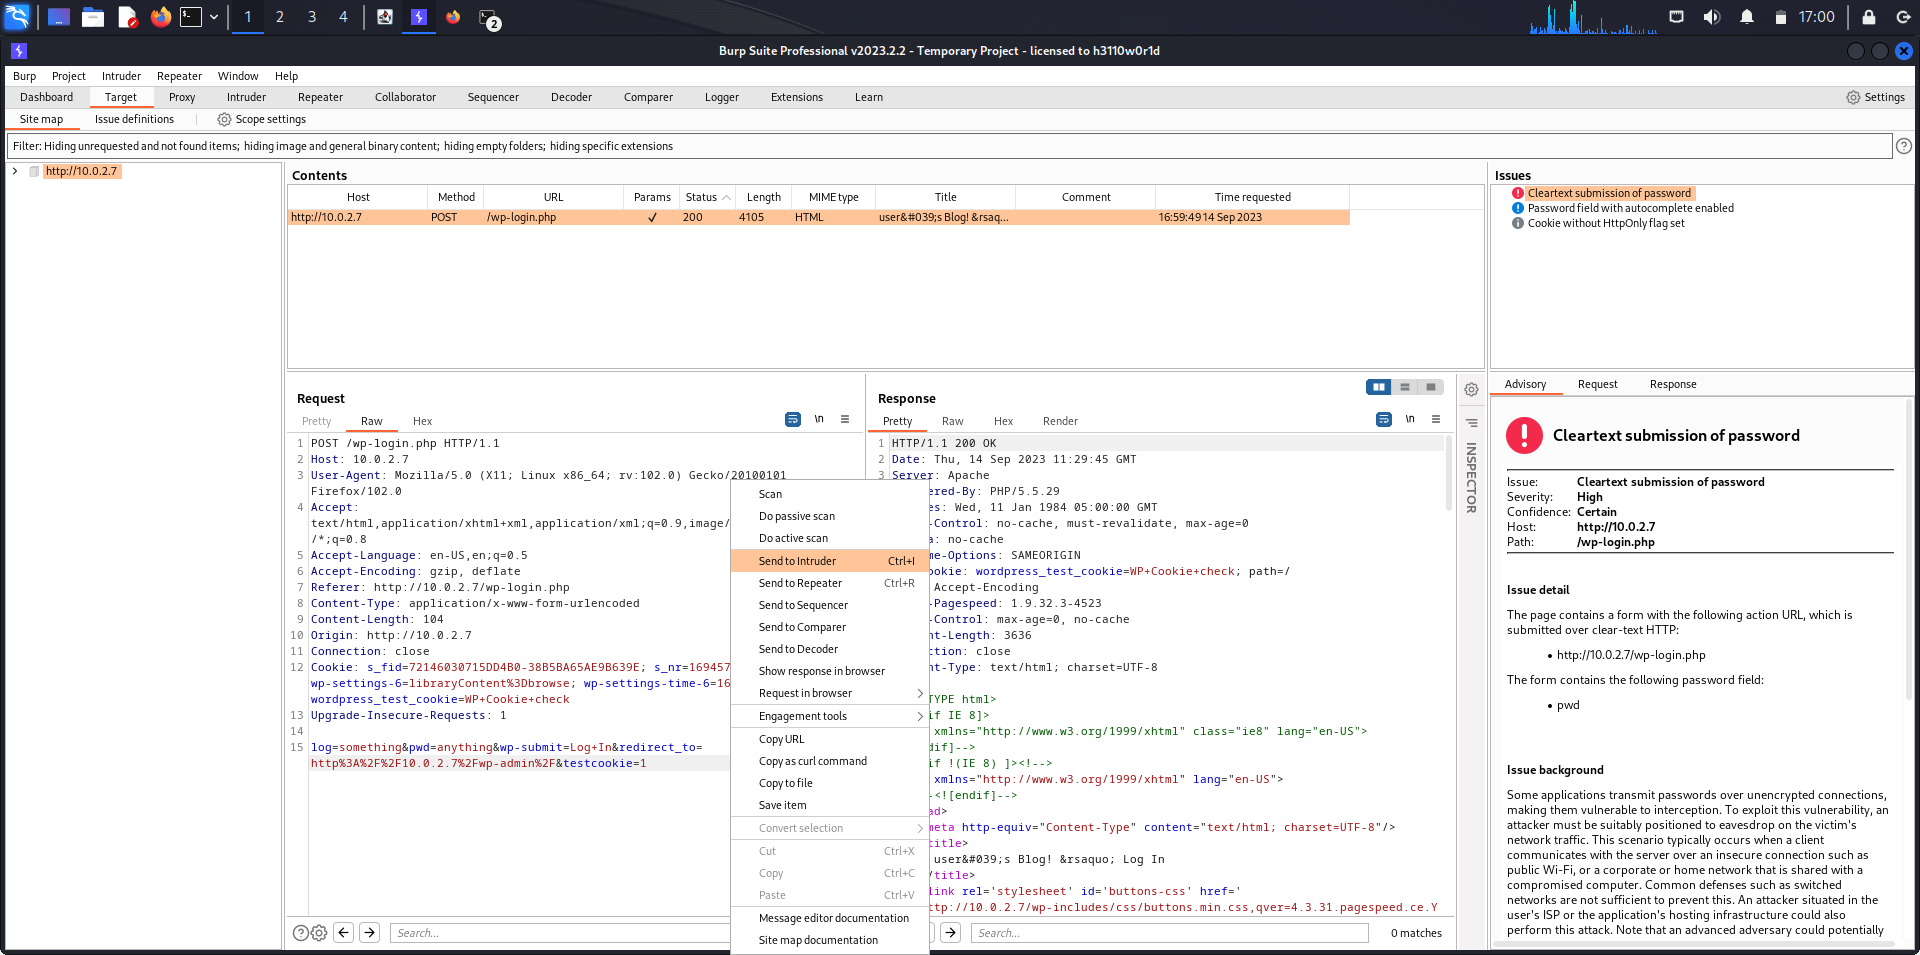 1 2 3 4
2
17:00
Burp Suite Professional v2023.2.2 - Temporary Project - licensed to h3110w0r1d
Burp Project Intruder Repeater Window Help
Dashboard Target Proxy Intruder Repeater Collaborator Sequencer Decoder Comparer Logger Extensions Learn Settings
Site map Issue definitions Scope settings
Filter: Hiding unrequested and not found items; hiding image and general binary content; hiding empty folders; hiding specific extensions
http://10.0.2.7
Contents
Host Method URL Params Status Length MIME type Title Comment Time requested
http://10.0.2.7 POST /wp-login.php ✓ 200 4105 HTML user&#039;s Blog! &rsaq... 16:59:49 14 Sep 2023
Issues
Cleartext submission of password
Password field with autocomplete enabled
Cookie without HttpOnly flag set
Request
Pretty Raw Hex \n
1 POST /wp-login.php HTTP/1.1
2 Host: 10.0.2.7
3 User-Agent: Mozilla/5.0 (X11; Linux x86_64; rv:102.0) Gecko/20100101
Firefox/102.0
4 Accept:
text/html,application/xhtml+xml,application/xml;q=0.9,image/
/*;q=0.8
5 Accept-Language: en-US,en;q=0.5
6 Accept-Encoding: gzip, deflate
7 Referer: http://10.0.2.7/wp-login.php
8 Content-Type: application/x-www-form-urlencoded
9 Content-Length: 104
10 Origin: http://10.0.2.7
11 Connection: close
12 Cookie: s_fid=72146030715DD4B0-38B5BA65AE9B639E; s_nr=169457
wp-settings-6=libraryContent%3Dbrowse; wp-settings-time-6=16
wordpress_test_cookie=WP+Cookie+check
13 Upgrade-Insecure-Requests: 1
14
15 log=something&pwd=anything&wp-submit=Log+In&redirect_to=
http%3A%2F%2F10.0.2.7%2Fwp-admin%2F&testcookie=1
Search...
Scan
Do passive scan
Do active scan
Send to Intruder Ctrl+I
Send to Repeater Ctrl+R
Send to Sequencer
Send to Comparer
Send to Decoder
Show response in browser
Request in browser
Engagement tools
Copy URL
Copy as curl command
Copy to file
Save item
Convert selection
Cut Ctrl+X
Copy Ctrl+C
Paste Ctrl+V
Message editor documentation
Site map documentation
Response
Pretty Raw Hex Render \n
1 HTTP/1.1 200 OK
2 Date: Thu, 14 Sep 2023 11:29:45 GMT
3 Server: Apache
ered-By: PHP/5.5.29
es: Wed, 11 Jan 1984 05:00:00 GMT
-Control: no-cache, must-revalidate, max-age=0
a: no-cache
me-Options: SAMEORIGIN
ookie: wordpress_test_cookie=WP+Cookie+check; path=/
Accept-Encoding
-Pagespeed: 1.9.32.3-4523
-Control: max-age=0, no-cache
nt-Length: 3636
ction: close
nt-Type: text/html; charset=UTF-8
TYPE html>
if IE 8]>
xmlns="http://www.w3.org/1999/xhtml" class="ie8" lang="en-US">
endif]-->
if !(IE 8) ]><!-->
xmlns="http://www.w3.org/1999/xhtml" lang="en-US">
-<![endif]-->
ad>
meta http-equiv="Content-Type" content="text/html; charset=UTF-8"/>
title>
user&#039;s Blog! &rsaquo; Log In
/title>
link rel='stylesheet' id='buttons-css' href='
ttp://10.0.2.7/wp-includes/css/buttons.min.css,qver=4.3.31.pagespeed.ce.Y
Search... 0 matches
INSPECTOR
Advisory Request Response
Cleartext submission of password
Issue: Cleartext submission of password
Severity: High
Confidence: Certain
Host: http://10.0.2.7
Path: /wp-login.php
Issue detail
The page contains a form with the following action URL, which is
submitted over clear-text HTTP:
• http://10.0.2.7/wp-login.php
The form contains the following password field:
• pwd
Issue background
Some applications transmit passwords over unencrypted connections,
making them vulnerable to interception. To exploit this vulnerability, an
attacker must be suitably positioned to eavesdrop on the victim's
network traffic. This scenario typically occurs when a client
communicates with the server over an insecure connection such as
public Wi-Fi, or a corporate or home network that is shared with a
compromised computer. Common defenses such as switched
networks are not sufficient to prevent this. An attacker situated in the
user's ISP or the application's hosting infrastructure could also
perform this attack. Note that an advanced adversary could potentially